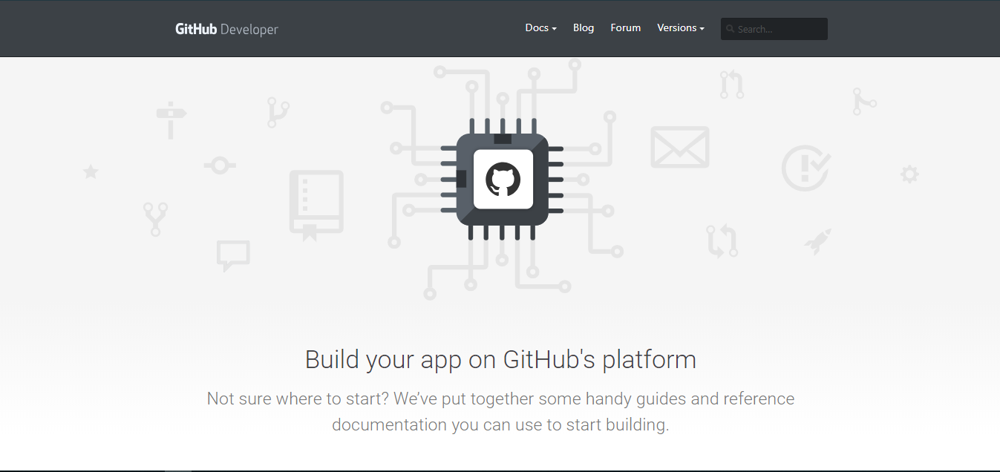 GitHub Developer
Docs
Blog
Forum
Versions
Search...
Build your app on GitHub's platform
Not sure where to start? We’ve put together some handy guides and reference
documentation you can use to start building.